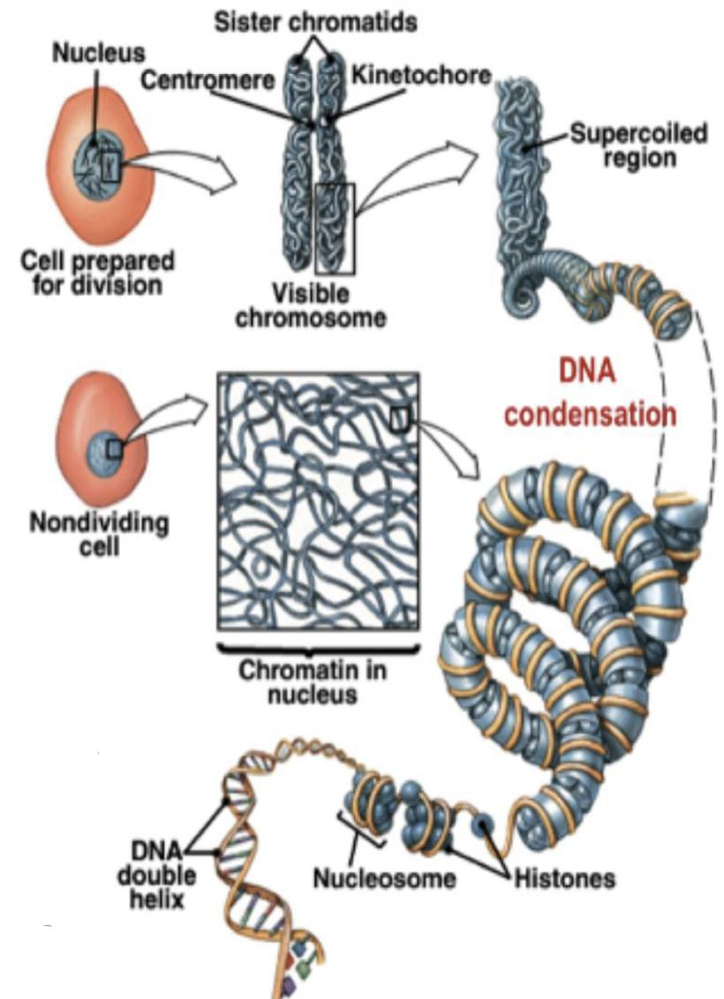 Sister chromatids
Nucleus
Centromere
Kinetochore
Supercoiled
region
Cell prepared
for division
Visible
chromosome
DNA
condensation
Nondividing
cell
Chromatin in
nucleus
DNA
double
helix
Nucleosome
Histones